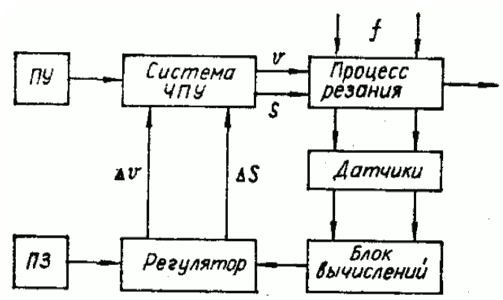 f
v
ПУ
Система
ЧПУ
S
Процесс
резания
Δv
ΔS
Датчики
ПЗ
Регулятор
Блок
вычислений